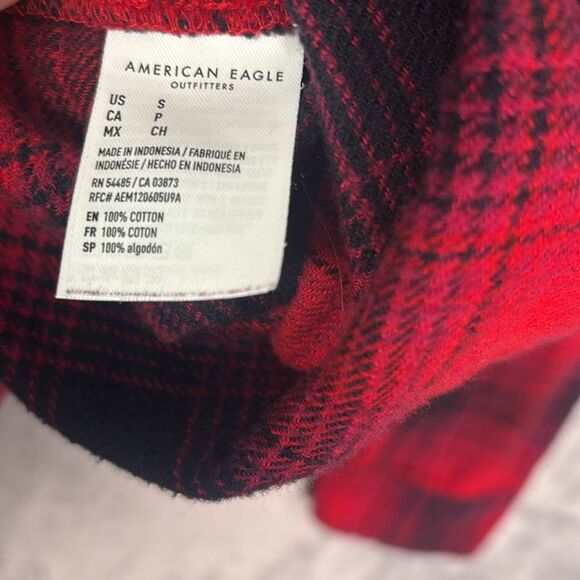 AMERICAN EAGLE
OUTFITTERS
US S
CA P
MX CH
MADE IN INDONESIA / FABRIQUÉ EN
INDONÉSIE / HECHO EN INDONESIA
RN 54485 / CA 03873
RFC# AEM120605U9A
EN 100% COTTON
FR 100% COTON
SP 100% algodón